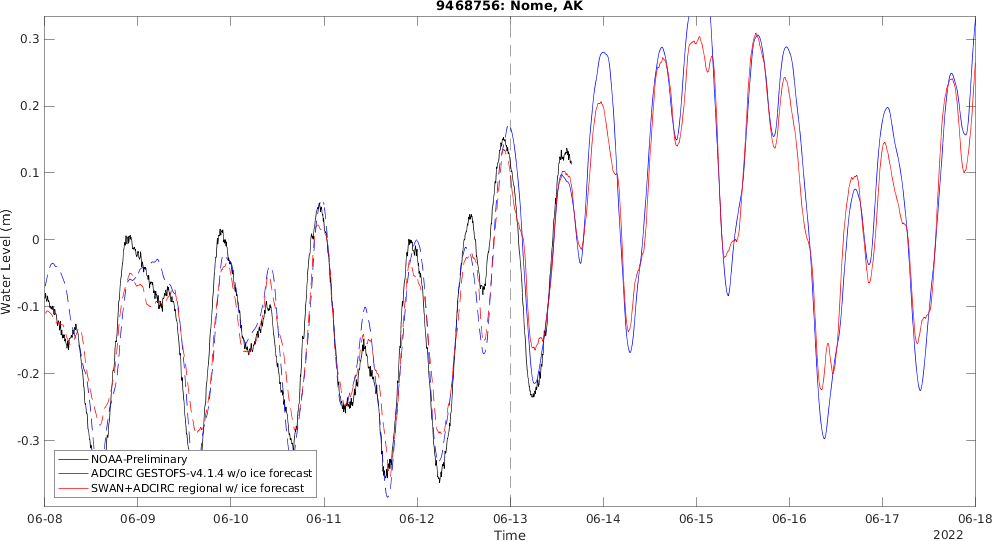 9468756: Nome, AK
0.3
0.2
0.1
0
-0.1
-0.2
-0.3
Water Level (m)
NOAA-Preliminary
ADCIRC GESTOFS-v4.1.4 w/o ice forecast
SWAN+ADCIRC regional w/ ice forecast
06-08 06-09 06-10 06-11 06-12 06-13 06-14 06-15 06-16 06-17 06-18
Time
2022